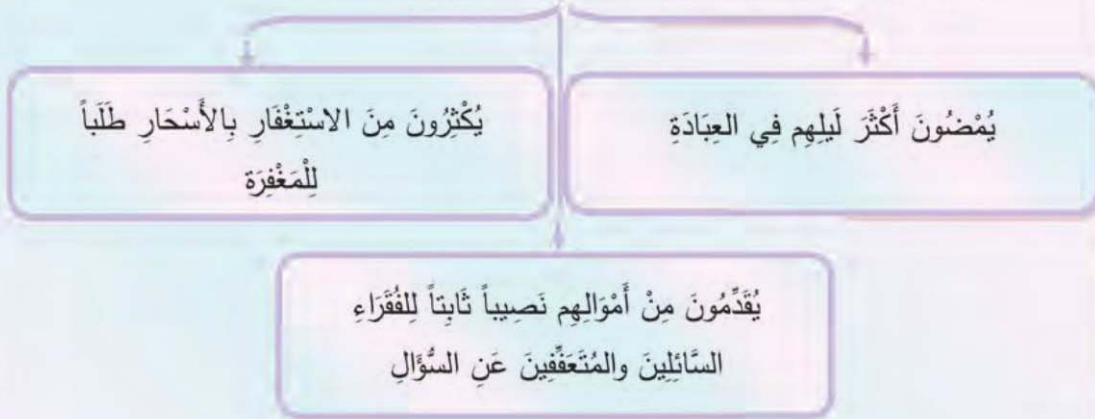 يُمْضُونَ أَكْثَرَ لَيلِهِم فِي العِبَادَةِ
يُكْثِرُونَ مِنَ الاسْتِغْفَارِ بِالأَسْحَارِ طَلَباً
لِلْمَغْفِرَةِ
يُقَدِّمُونَ مِنْ أَمْوَالِهِم نَصِيباً ثَابِتاً لِلفُقَرَاءِ
السَّائِلِينَ والمُتَعَفِّفِينَ عَنِ السُّؤَالِ